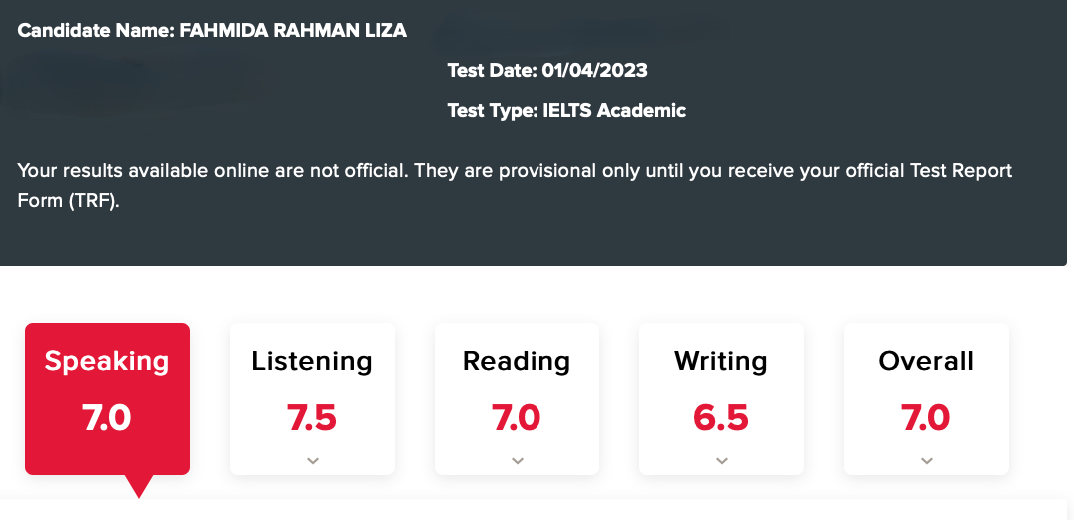 Candidate Name: FAHMIDA RAHMAN LIZA
Test Date: 01/04/2023
Test Type: IELTS Academic
Your results available online are not official. They are provisional only until you receive your official Test Report
Form (TRF).
Speaking Listening Reading Writing Overall
7.0 7.5 7.0 6.5 7.0